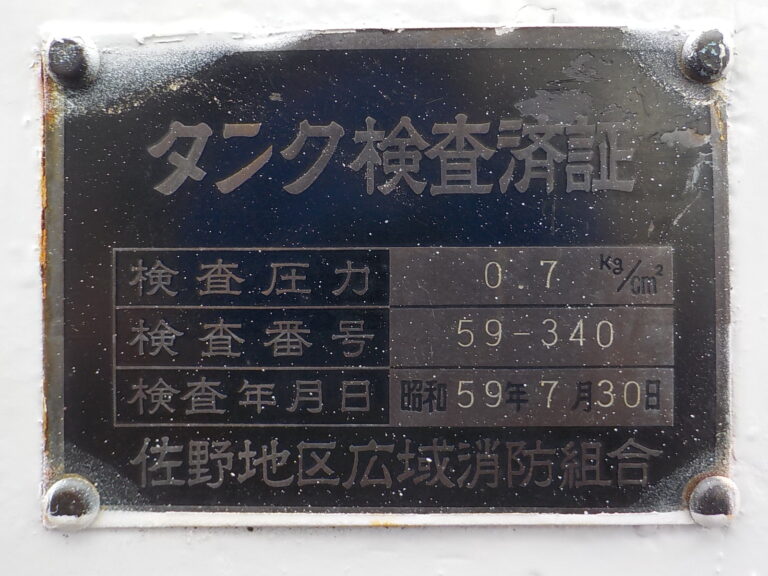 タンク検査済証
検査圧力 0.7 Kg/cm²
検査番号 59-340
検査年月日 昭和59年7月30日
佐野地区広域消防組合